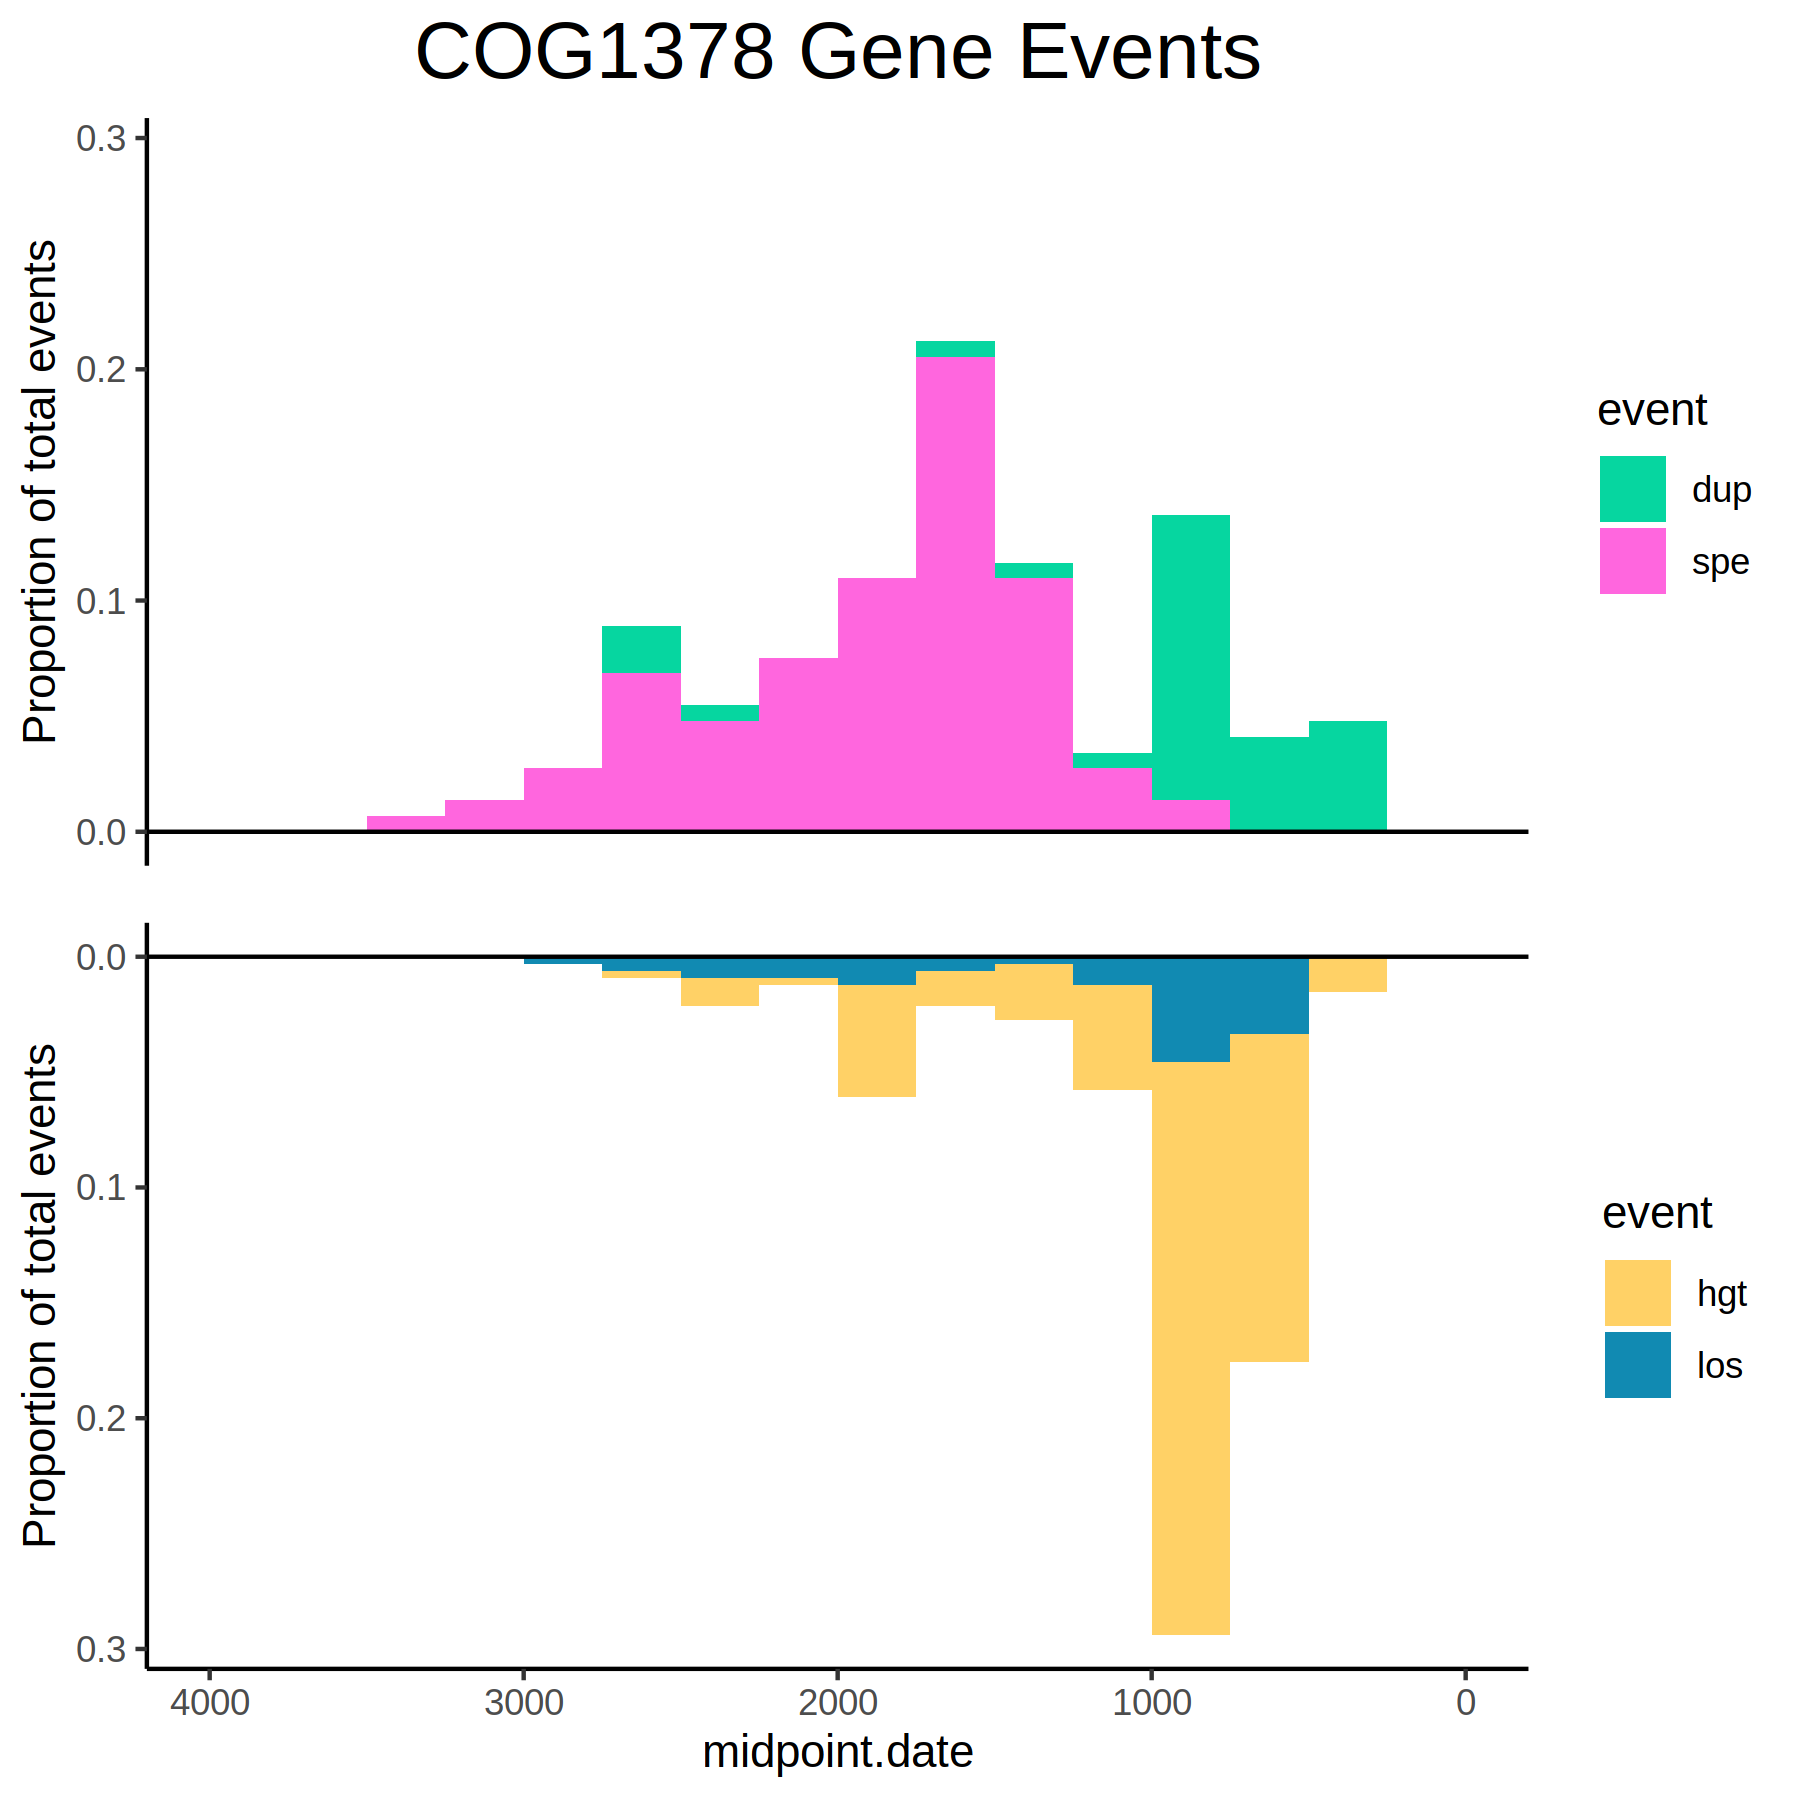 COG1378 Gene Events
Proportion of total events
0.3
0.2
0.1
0.0
event
dup
spe
Proportion of total events
0.0
0.1
0.2
0.3
event
hgt
los
4000 3000 2000 1000 0
midpoint.date